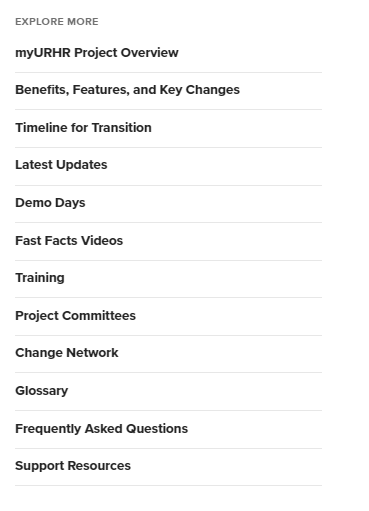 EXPLORE MORE
myURHR Project Overview
Benefits, Features, and Key Changes
Timeline for Transition
Latest Updates
Demo Days
Fast Facts Videos
Training
Project Committees
Change Network
Glossary
Frequently Asked Questions
Support Resources